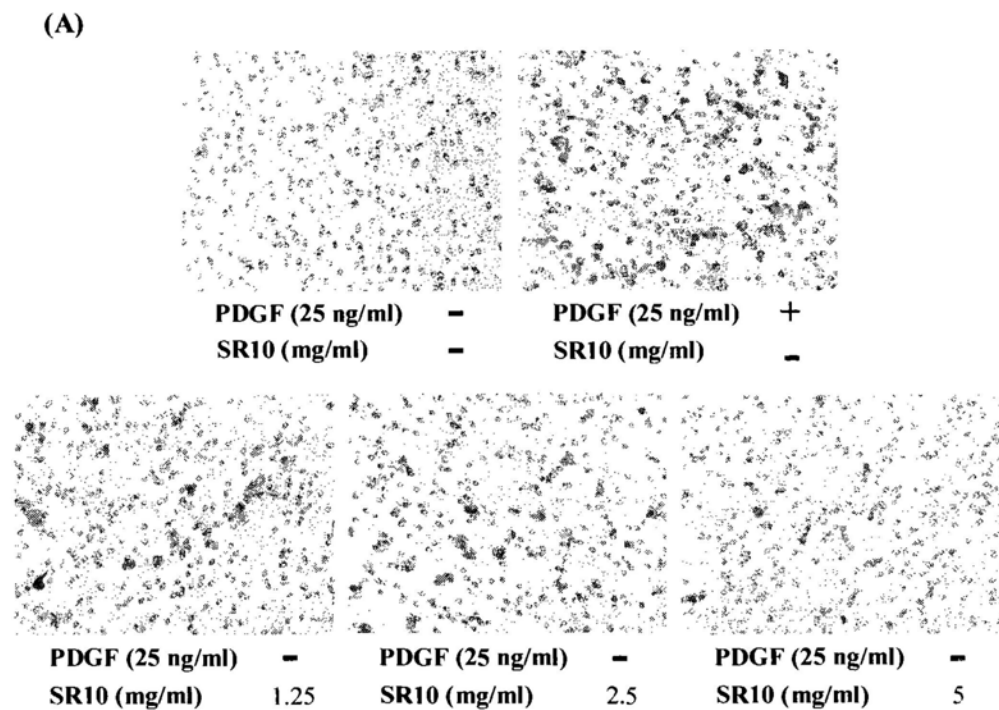 (A)
PDGF (25 ng/ml) -
SR10 (mg/ml) -
PDGF (25 ng/ml) +
SR10 (mg/ml) -
PDGF (25 ng/ml) -
SR10 (mg/ml) 1.25
PDGF (25 ng/ml) -
SR10 (mg/ml) 2.5
PDGF (25 ng/ml) -
SR10 (mg/ml) 5